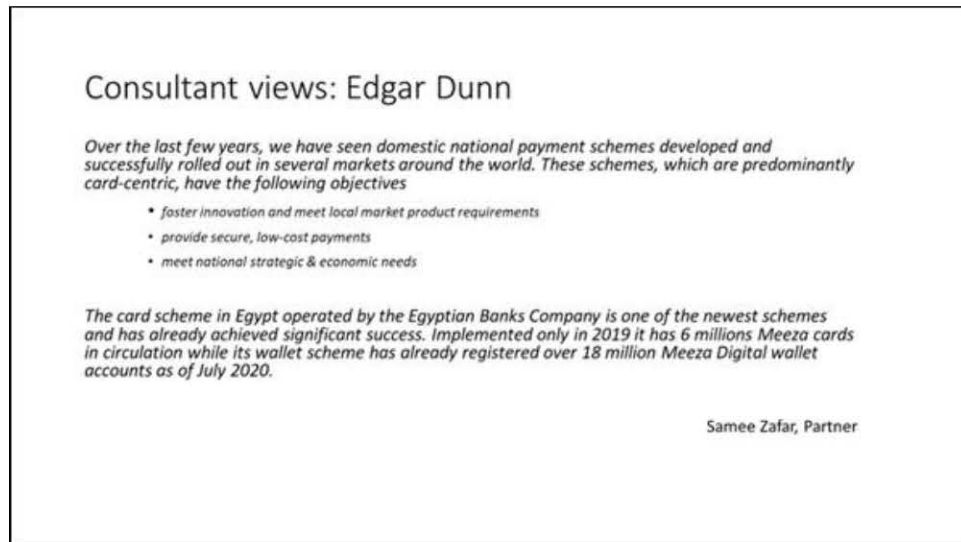 Consultant views: Edgar Dunn
Over the last few years, we have seen domestic national payment schemes developed and
successfully rolled out in several markets around the world. These schemes, which are predominantly
card-centric, have the following objectives
• foster innovation and meet local market product requirements
• provide secure, low-cost payments
• meet national strategic & economic needs
The card scheme in Egypt operated by the Egyptian Banks Company is one of the newest schemes
and has already achieved significant success. Implemented only in 2019 it has 6 millions Meeza cards
in circulation while its wallet scheme has already registered over 18 million Meeza Digital wallet
accounts as of July 2020.
Samee Zafar, Partner